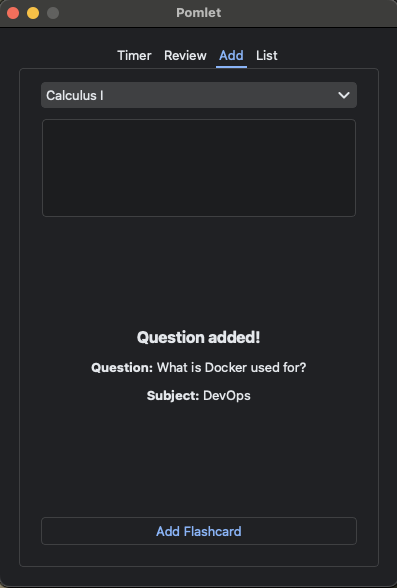 Pomlet
Timer Review Add List
Calculus I
Question added!
Question: What is Docker used for?
Subject: DevOps
Add Flashcard